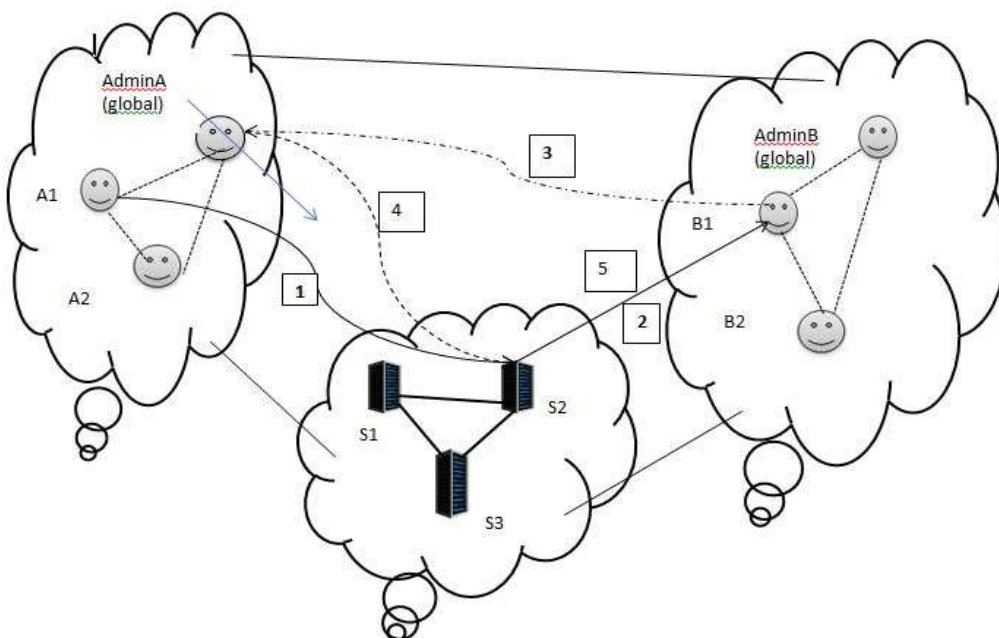 AdminA
(global)
A1
A2
1
4
3
5
2
AdminB
(global)
B1
B2
S1
S2
S3